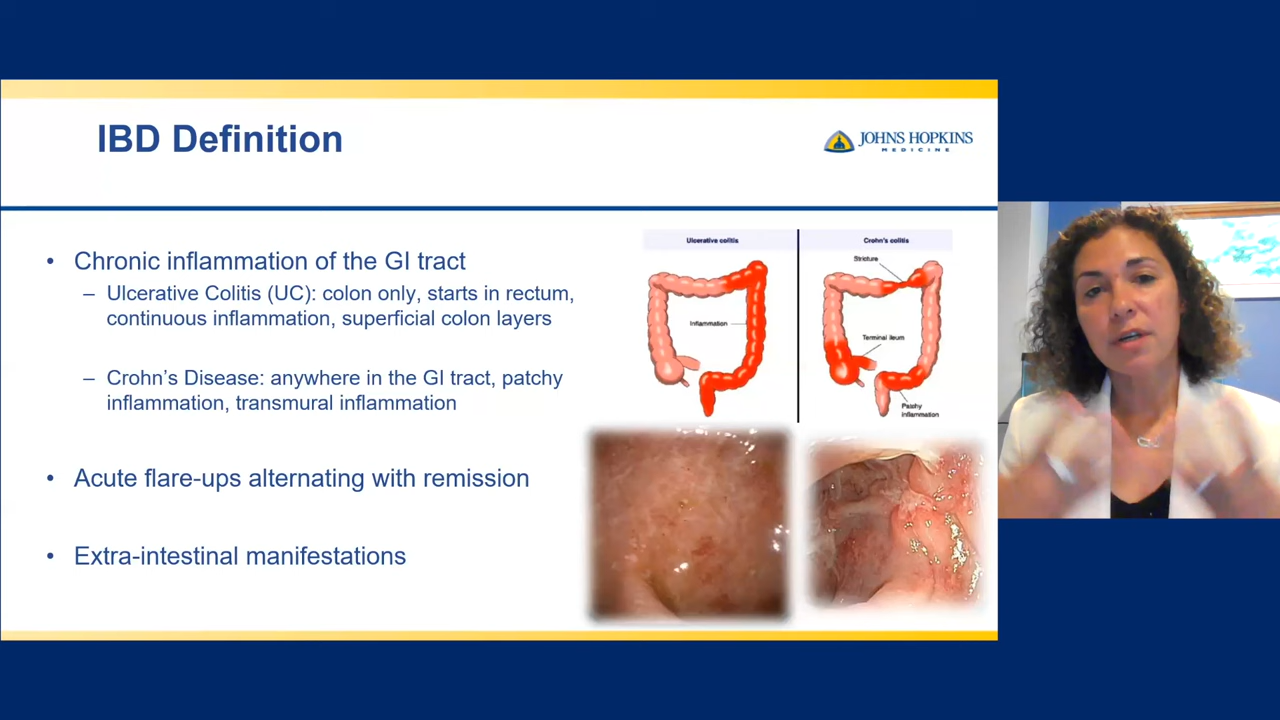 IBD Definition
JOHNS HOPKINS
MEDICINE
• Chronic inflammation of the GI tract
– Ulcerative Colitis (UC): colon only, starts in rectum,
continuous inflammation, superficial colon layers
– Crohn's Disease: anywhere in the GI tract, patchy
inflammation, transmural inflammation
• Acute flare-ups alternating with remission
• Extra-intestinal manifestations
Ulcerative colitis
Inflammation
Crohn's colitis
Stricture
Terminal ileum
Patchy
inflammation